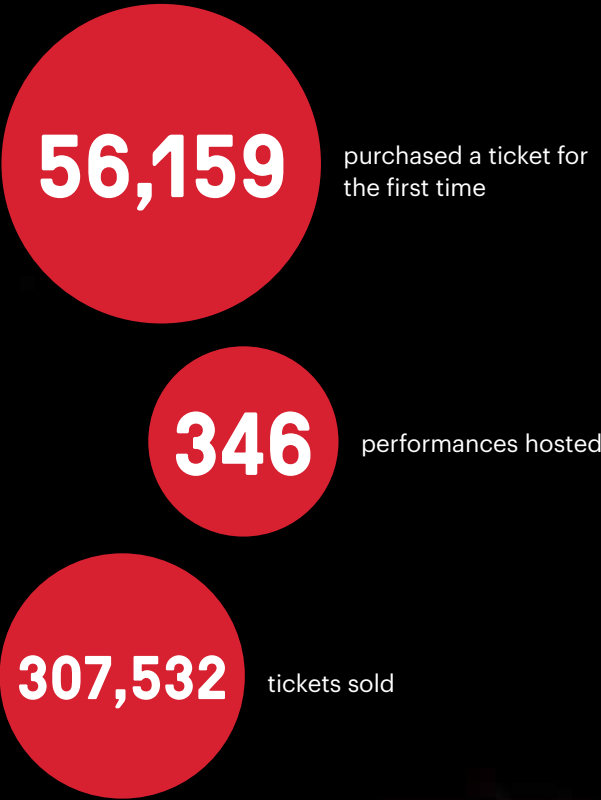 56,159
purchased a ticket for
the first time
346
performances hosted
307,532
tickets sold